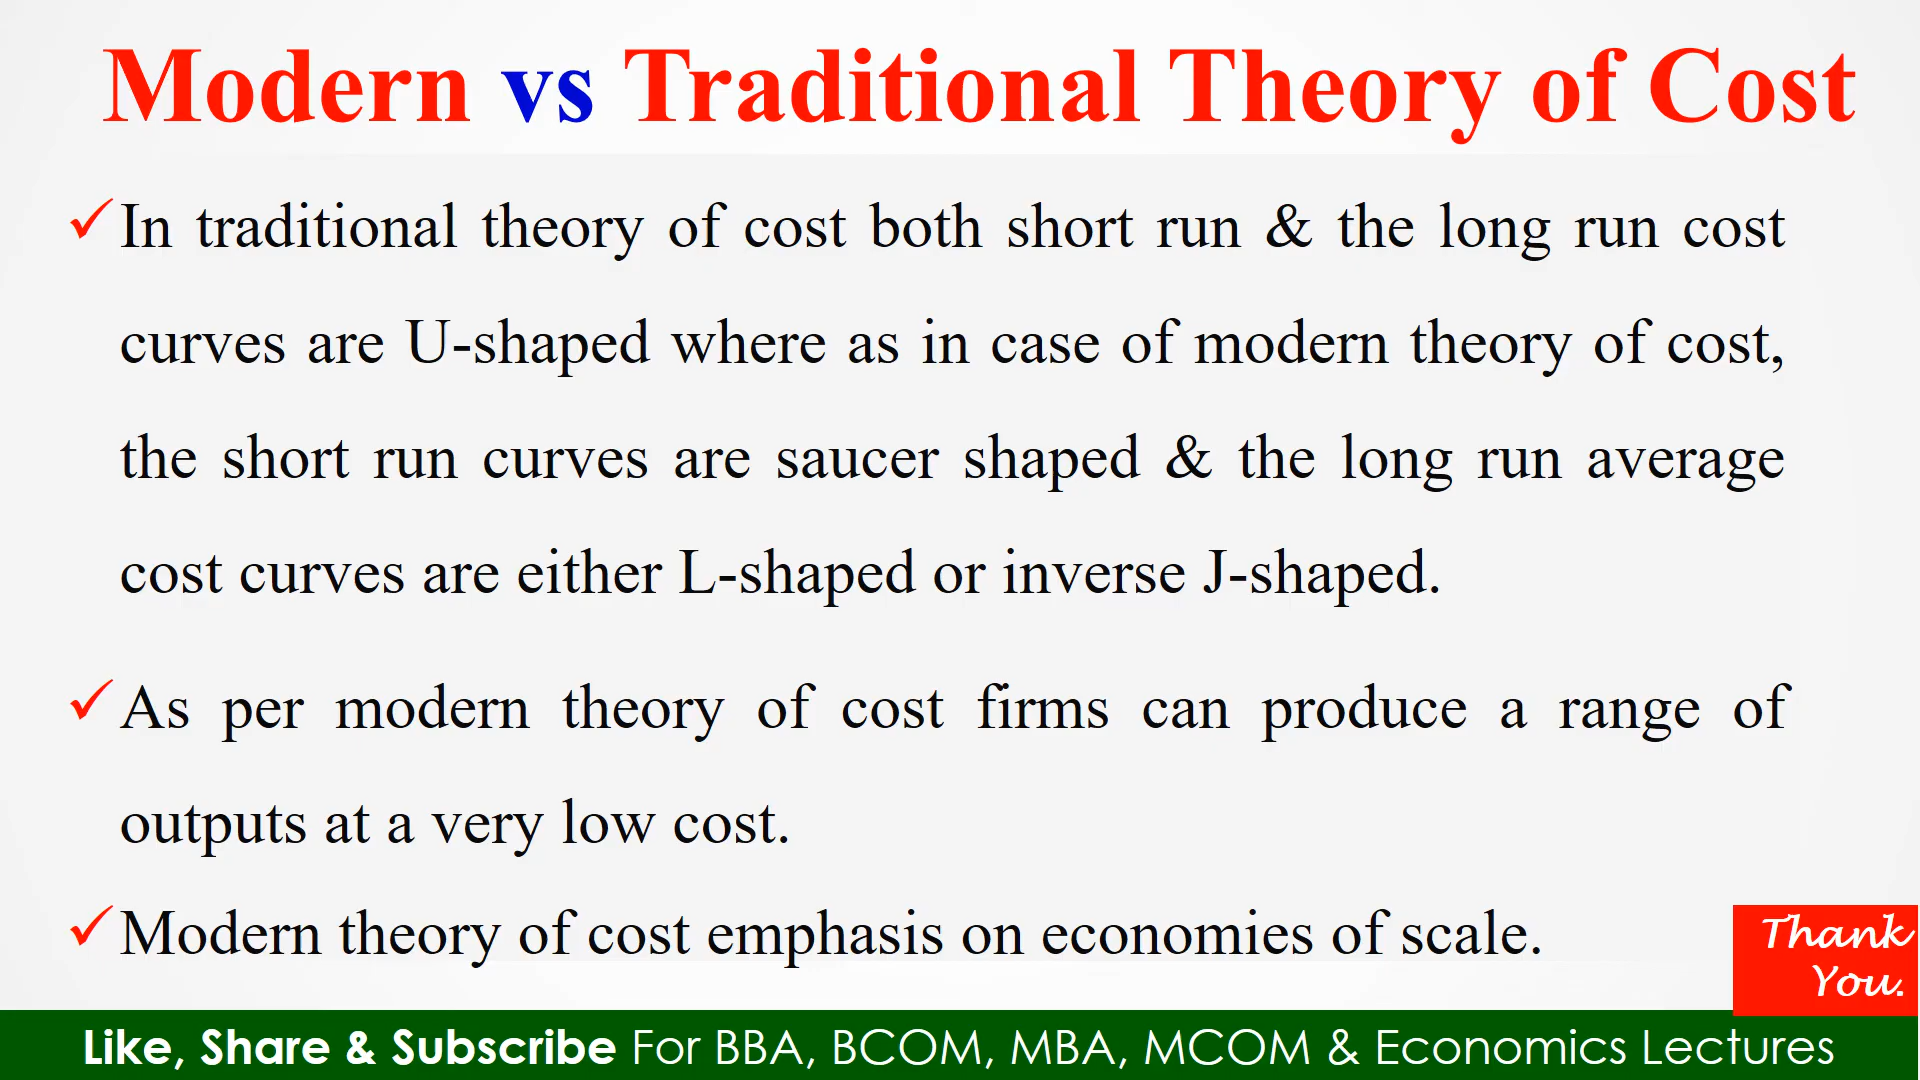 Modern vs Traditional Theory of Cost
In traditional theory of cost both short run & the long run cost
curves are U-shaped where as in case of modern theory of cost,
the short run curves are saucer shaped & the long run average
cost curves are either L-shaped or inverse J-shaped.
As per modern theory of cost firms can produce a range of
outputs at a very low cost.
Modern theory of cost emphasis on economies of scale.
Thank
You.
Like, Share & Subscribe For BBA, BCOM, MBA, MCOM & Economics Lectures